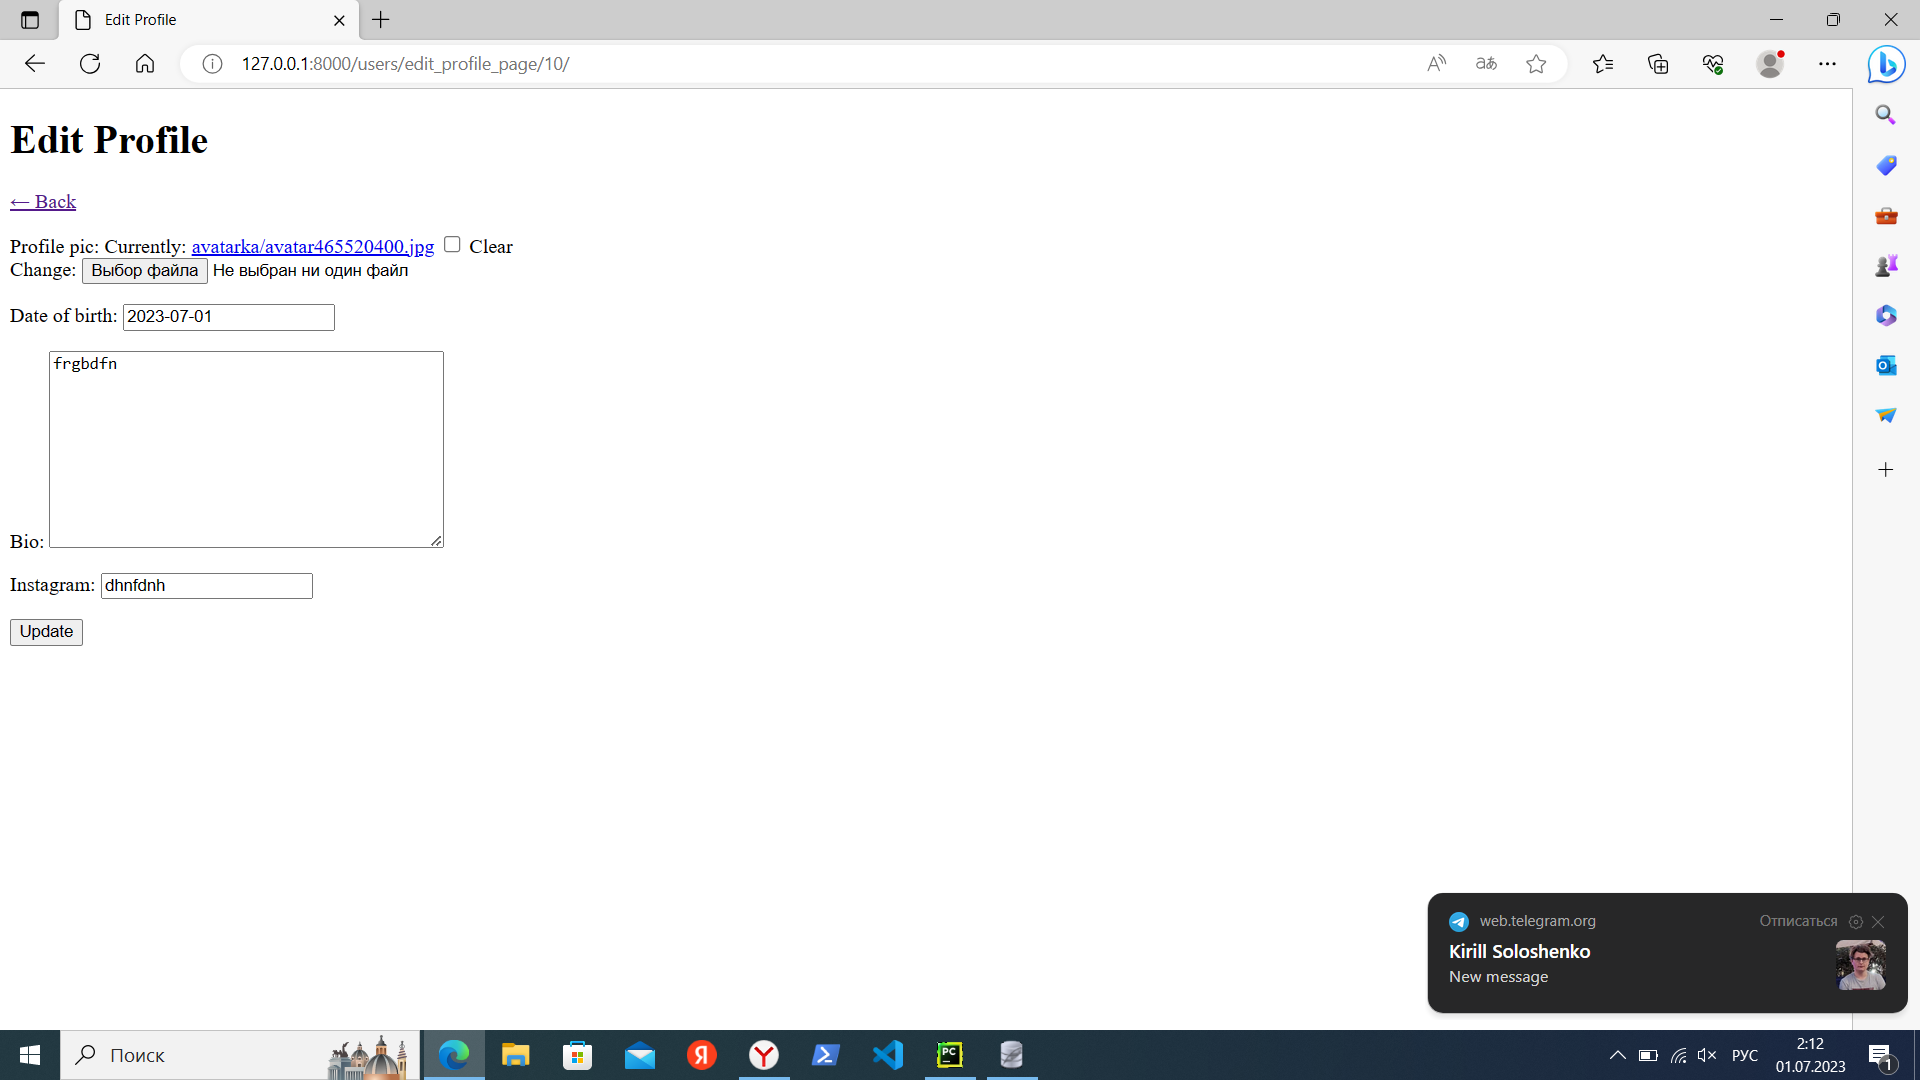 Edit Profile
127.0.0.1:8000/users/edit_profile_page/10/
Edit Profile
← Back
Profile pic: Currently: avatarka/avatar465520400.jpg Clear
Change: Выбор файла Не выбран ни один файл
Date of birth: 2023-07-01
frgbdfn
Bio:
Instagram: dhnfdnh
Update
web.telegram.org Отписаться
Kirill Soloshenko
New message
Поиск
PC
РУС
2:12
01.07.2023
1